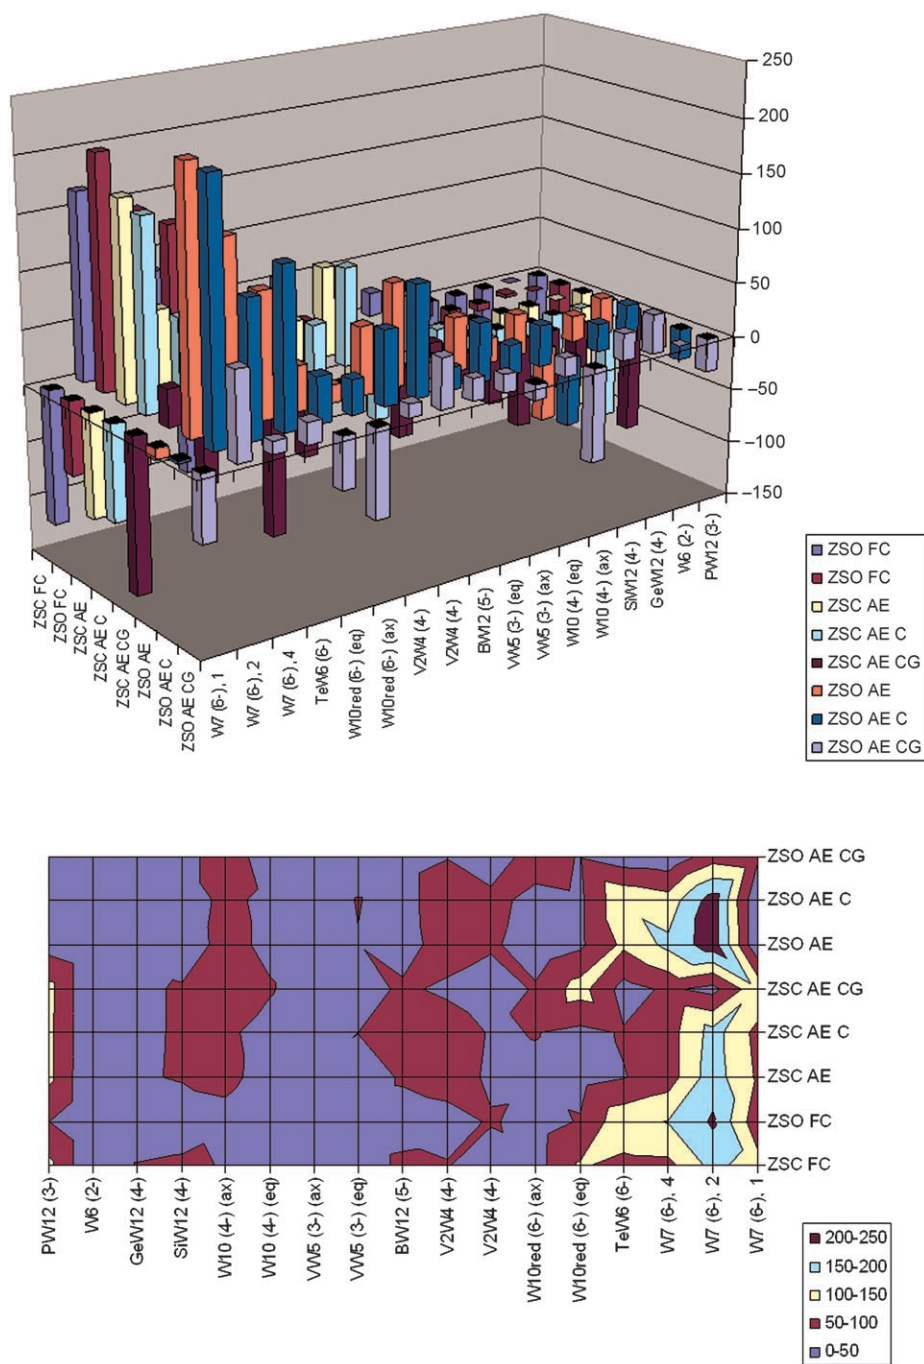 250
200
150
100
50
0
−50
−100
−150
ZSC FC
ZSO FC
ZSC AE
ZSC AE C
ZSC AE CG
ZSO AE
ZSO AE C
ZSO AE CG
W7 (6-), 1
W7 (6-), 2
W7 (6-), 4
TeW6 (6-)
W10red (6-) (eq)
W10red (6-) (ax)
V2W4 (4-)
V2W4 (4-)
BW12 (5-)
VW5 (3-) (eq)
VW5 (3-) (ax)
W10 (4-) (eq)
W10 (4-) (ax)
SiW12 (4-)
GeW12 (4-)
W6 (2-)
PW12 (3-)
ZSO FC
ZSO FC
ZSC AE
ZSC AE C
ZSC AE CG
ZSO AE
ZSO AE C
ZSO AE CG
ZSO AE CG
ZSO AE C
ZSO AE
ZSC AE CG
ZSC AE C
ZSC AE
ZSO FC
ZSC FC
PW12 (3-)
W6 (2-)
GeW12 (4-)
SiW12 (4-)
W10 (4-) (ax)
W10 (4-) (eq)
VW5 (3-) (ax)
VW5 (3-) (eq)
BW12 (5-)
V2W4 (4-)
V2W4 (4-)
W10red (6-) (ax)
W10red (6-) (eq)
TeW6 (6-)
W7 (6-), 4
W7 (6-), 2
W7 (6-), 1
200-250
150-200
100-150
50-100
0-50